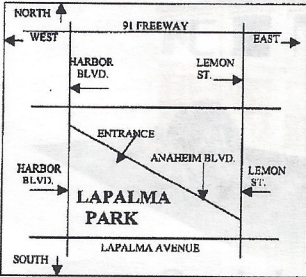 NORTH
91 FREEWAY
WEST
EAST
HARBOR
BLVD.
LEMON
ST.
ENTRANCE
ANAHEIM BLVD.
HARBOR
BLVD.
LEMON
ST.
LAPALMA
PARK
LAPALMA AVENUE
SOUTH